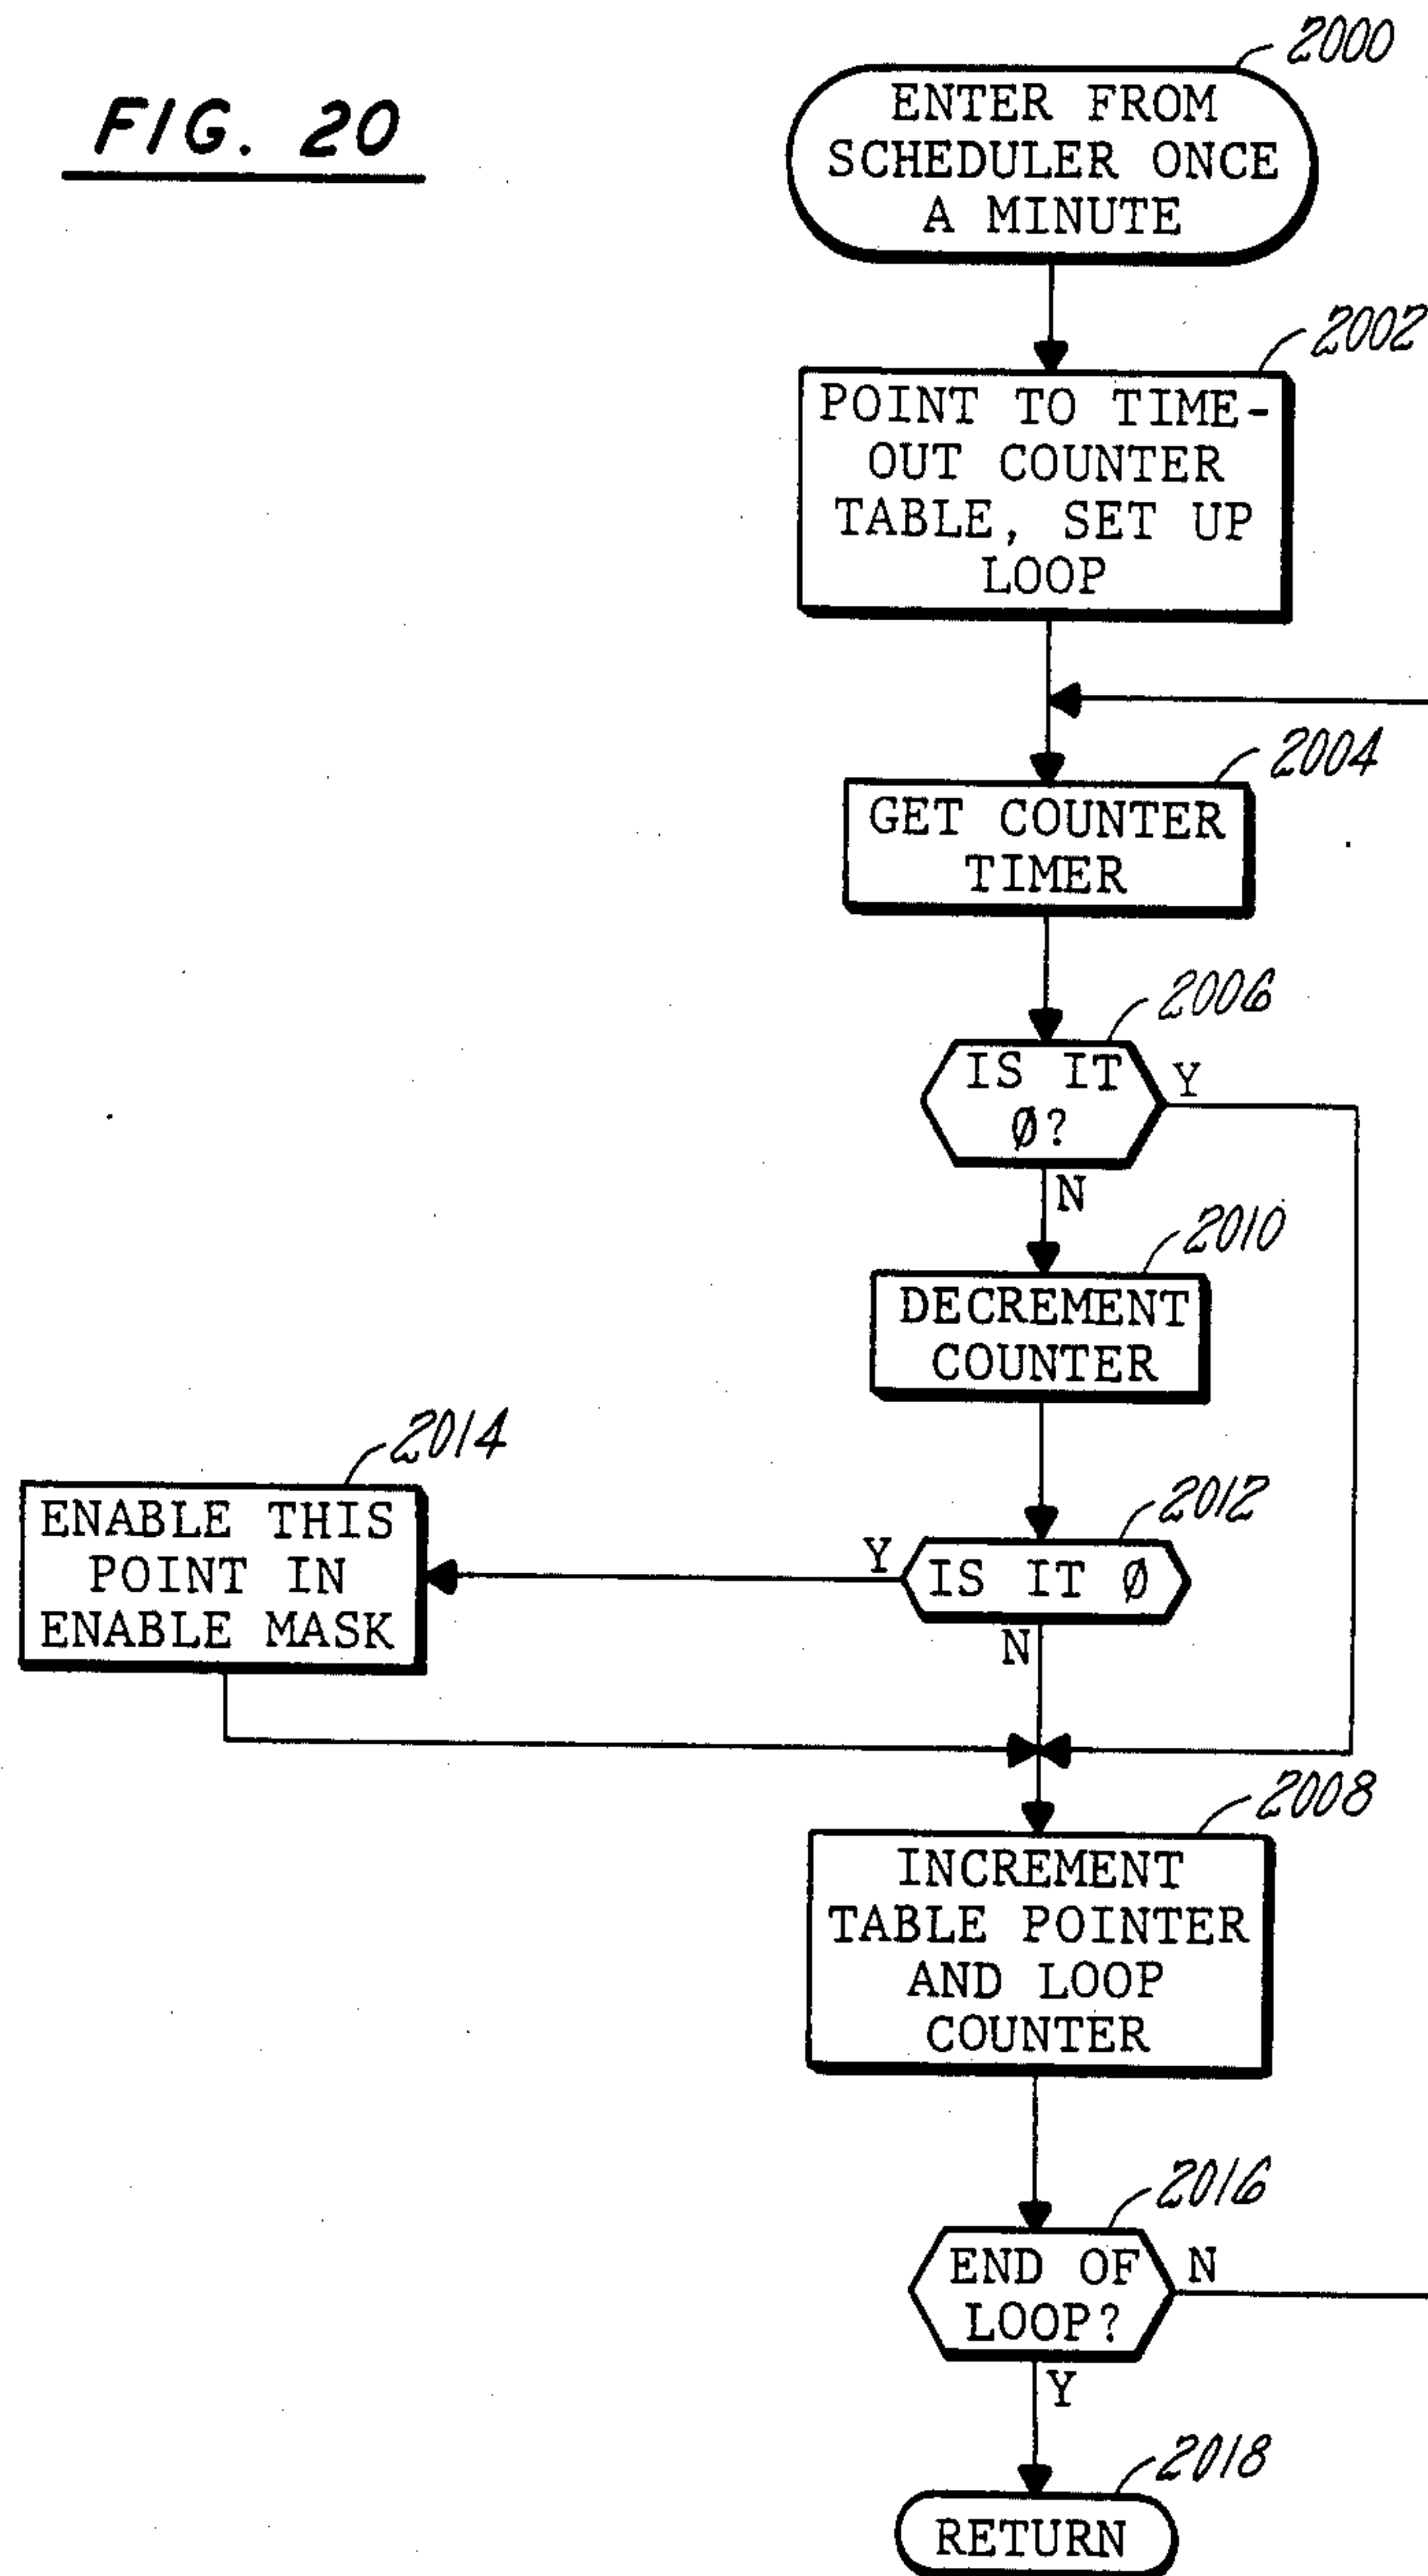 FIG. 20
2000
ENTER FROM
SCHEDULER ONCE
A MINUTE
2002
POINT TO TIME-
OUT COUNTER
TABLE, SET UP
LOOP
2004
GET COUNTER
TIMER
2006
IS IT
Ø?
Y
N
2010
DECREMENT
COUNTER
2012
IS IT Ø
Y
N
2014
ENABLE THIS
POINT IN
ENABLE MASK
2008
INCREMENT
TABLE POINTER
AND LOOP
COUNTER
2016
END OF
LOOP?
N
Y
2018
RETURN